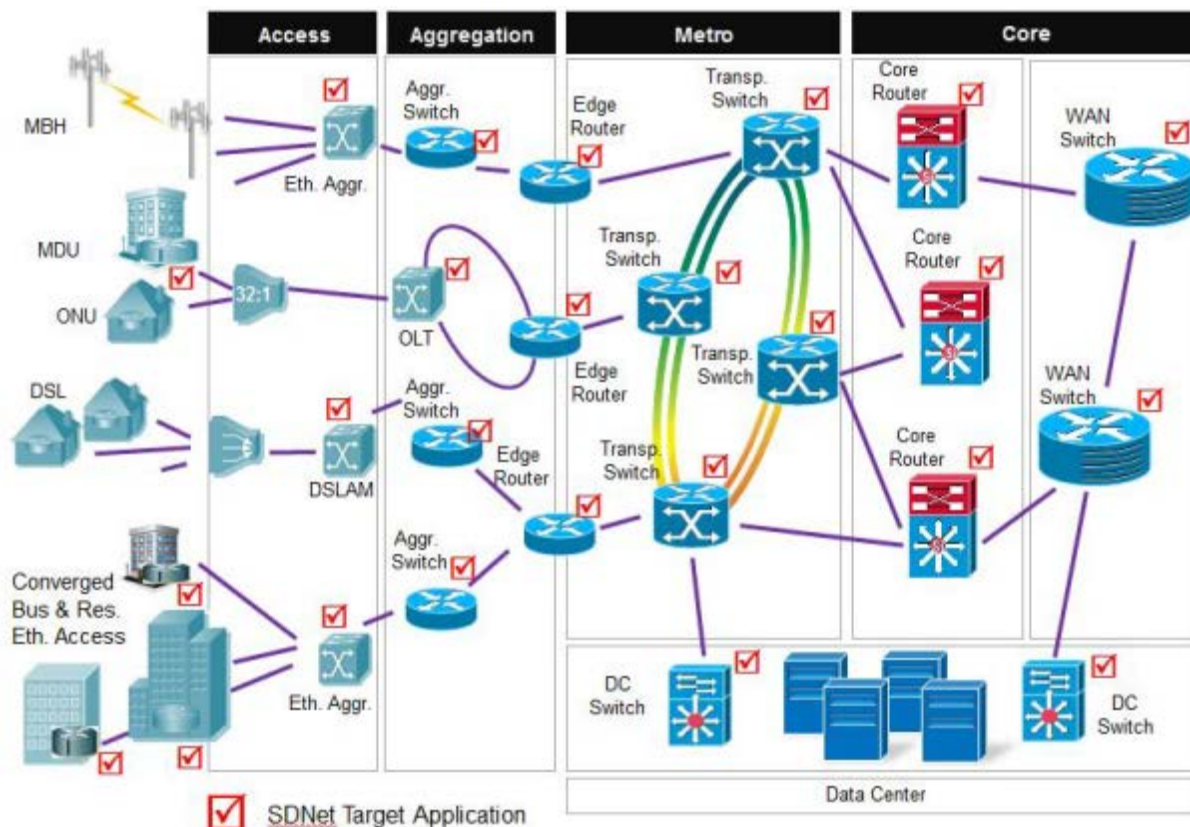 Access
Aggregation
Metro
Core
MBH
Eth. Aggr.
Aggr.
Switch
Edge
Router
Transp.
Switch
Core
Router
WAN
Switch
MDU
ONU
32:1
OLT
Edge
Router
Transp.
Switch
Transp.
Switch
Core
Router
S
S
S
DSL
DSLAM
Aggr.
Switch
Edge
Router
Transp.
Switch
Core
Router
WAN
Switch
Converged
Bus & Res.
Eth. Access
Eth. Aggr.
Aggr.
Switch
DC
Switch
DC
Switch
Data Center
SDNet Target Application